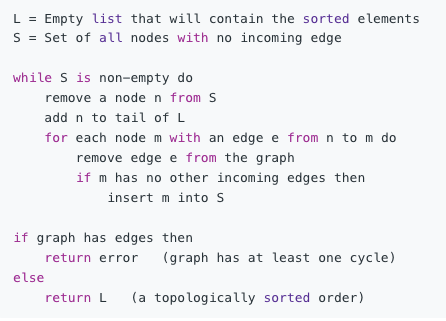 L = Empty list that will contain the sorted elements
S = Set of all nodes with no incoming edge

while S is non-empty do
    remove a node n from S
    add n to tail of L
    for each node m with an edge e from n to m do
        remove edge e from the graph
        if m has no other incoming edges then
            insert m into S

if graph has edges then
    return error   (graph has at least one cycle)
else
    return L   (a topologically sorted order)